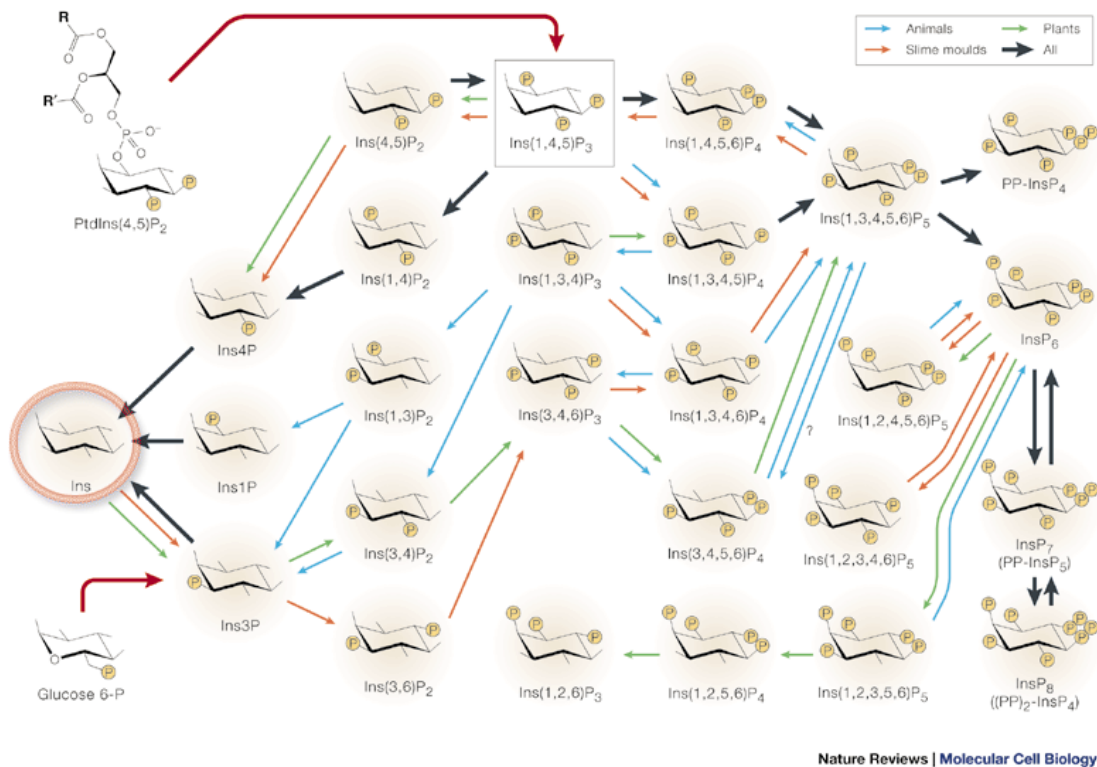 R
O
O
R'
O
O
O
P
O⁻
O
O
P
P
PtdIns(4,5)P₂
Animals
Plants
Slime moulds
All
P
P
Ins(4,5)P₂
P
P
P
Ins(1,4,5)P₃
P
P
P
P
Ins(1,4,5,6)P₄
P
P
P
P
P
Ins(1,3,4,5,6)P₅
P
P
P
P
P
P
PP-InsP₄
P
P
Ins(1,4)P₂
P
P
P
Ins(1,3,4)P₃
P
P
P
P
Ins(1,3,4,5)P₄
P
P
P
P
P
P
InsP₆
P
Ins4P
P
P
Ins(1,3)P₂
P
P
P
Ins(3,4,6)P₃
P
P
P
P
Ins(1,3,4,6)P₄
P
P
P
P
P
Ins(1,2,4,5,6)P₅
?
Ins
P
Ins1P
P
P
Ins(3,4)P₂
P
P
P
P
Ins(3,4,5,6)P₄
P
P
P
P
P
Ins(1,2,3,4,6)P₅
P
P
P
P
P
P
P
InsP₇
(PP-InsP₅)
P
Ins3P
O
P
Glucose 6-P
P
P
Ins(3,6)P₂
P
P
P
Ins(1,2,6)P₃
P
P
P
P
Ins(1,2,5,6)P₄
P
P
P
P
P
Ins(1,2,3,5,6)P₅
P
P
P
P
P
P
P
P
InsP₈
((PP)₂-InsP₄)
Nature Reviews | Molecular Cell Biology